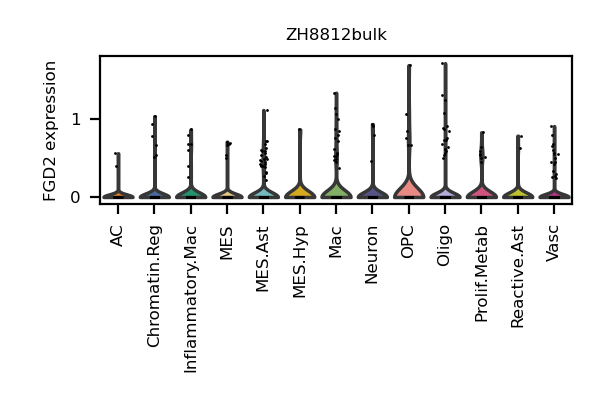 ZH8812bulk
FGD2 expression
1
0
AC
Chromatin.Reg
Inflammatory.Mac
MES
MES.Ast
MES.Hyp
Mac
Neuron
OPC
Oligo
Prolif.Metab
Reactive.Ast
Vasc